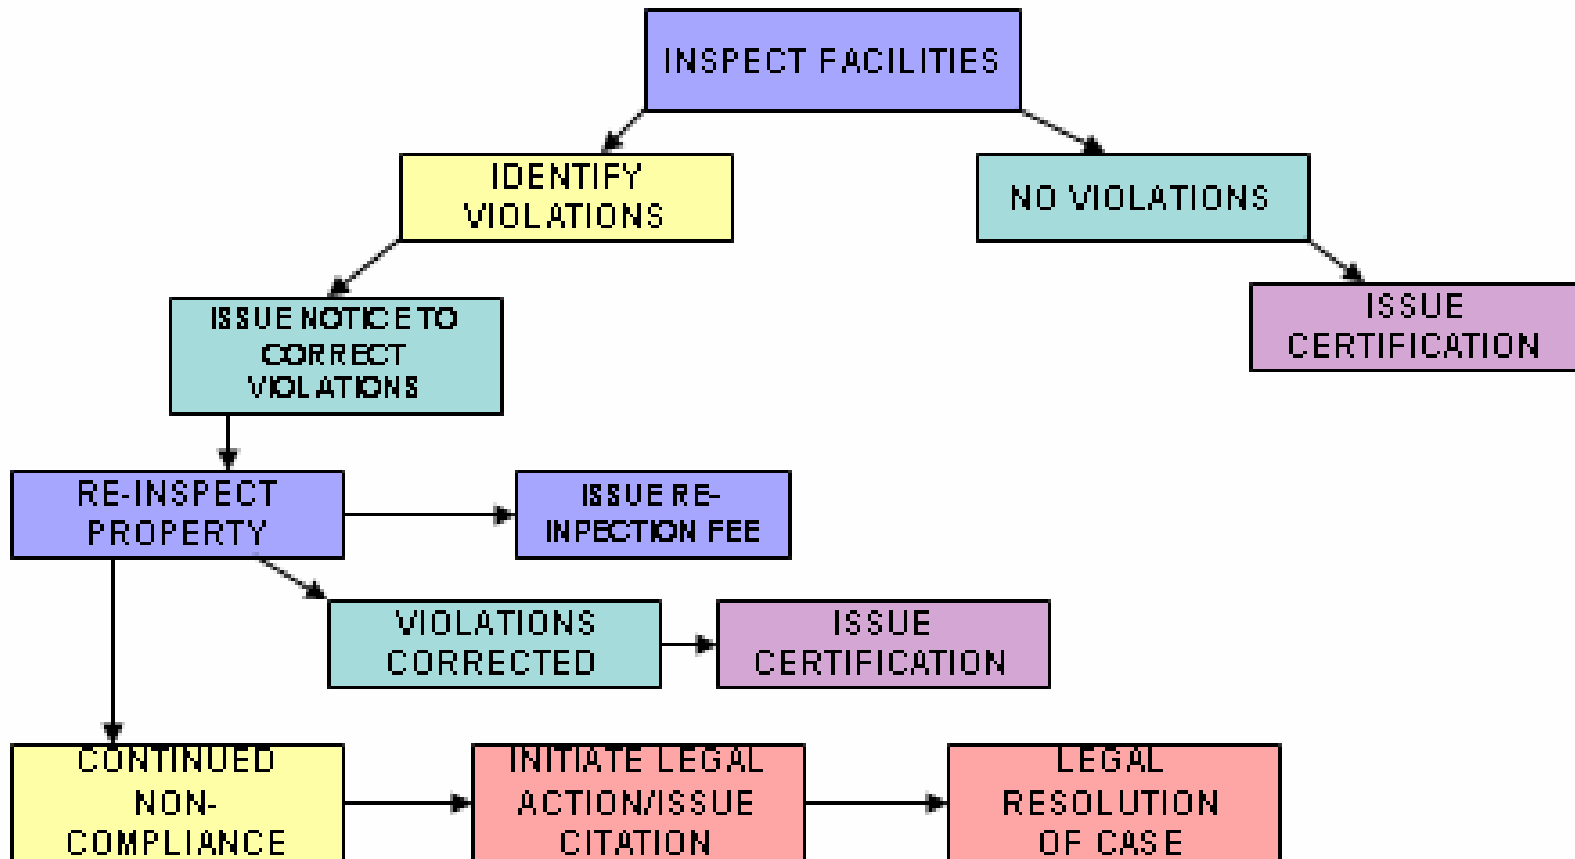 INSPECT FACILITIES
IDENTIFY
VIOLATIONS
NO VIOLATIONS
ISSUE NOTICE TO
CORRECT
VIOLATIONS
ISSUE
CERTIFICATION
RE-INSPECT
PROPERTY
ISSUE RE-
INPECTION FEE
VIOLATIONS
CORRECTED
ISSUE
CERTIFICATION
CONTINUED
NON-
COMPLIANCE
INITIATE LEGAL
ACTION/ISSUE
CITATION
LEGAL
RESOLUTION
OF CASE